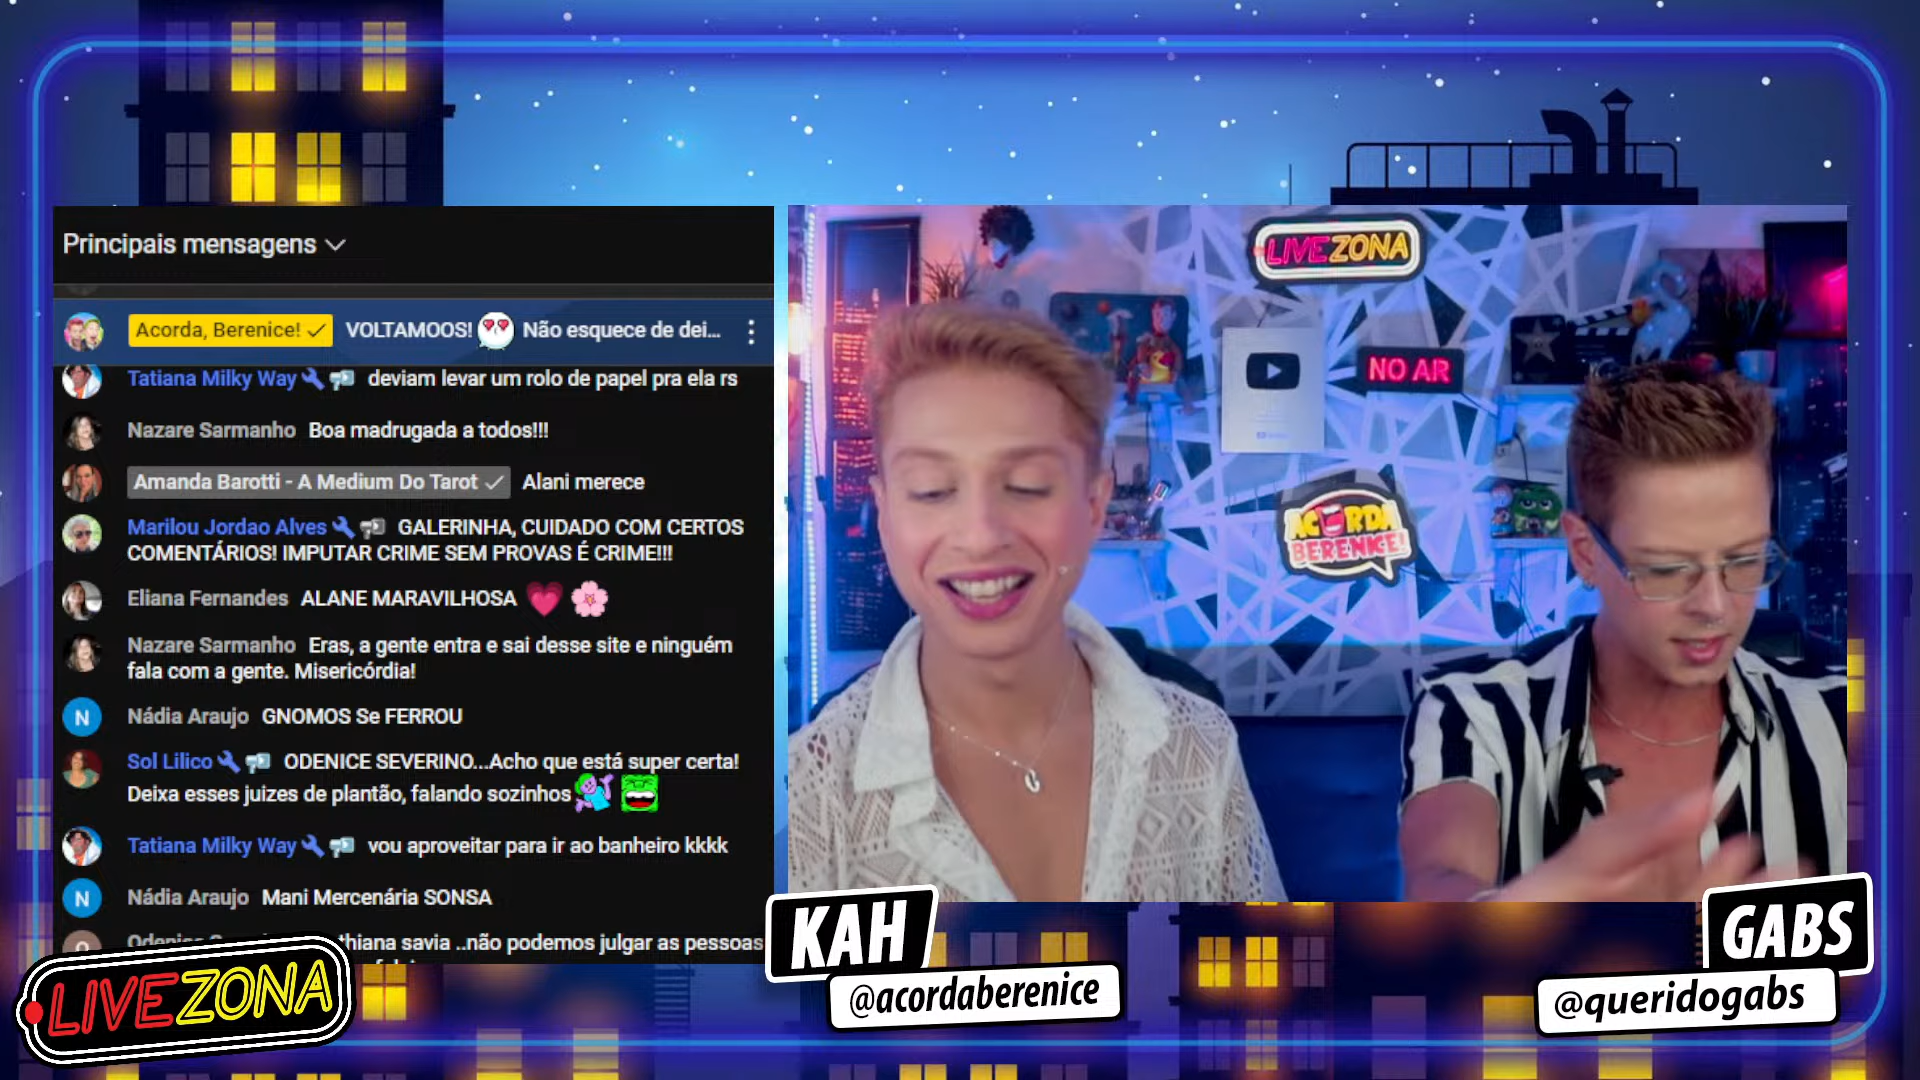 Principais mensagens
Acorda, Berenice! VOLTAMOOS! Não esquece de dei...
Tatiana Milky Way deviam levar um rolo de papel pra ela rs
Nazare Sarmanho Boa madrugada a todos!!!
Amanda Barotti - A Medium Do Tarot Alani merece
Marilou Jordao Alves GALERINHA, CUIDADO COM CERTOS
COMENTÁRIOS! IMPUTAR CRIME SEM PROVAS É CRIME!!!
Eliana Fernandes ALANE MARAVILHOSA
Nazare Sarmanho Eras, a gente entra e sai desse site e ninguém
fala com a gente. Misericórdia!
N Nádia Araujo GNOMOS Se FERROU
Sol Lilico ODENICE SEVERINO...Acho que está super certa!
Deixa esses juizes de plantão, falando sozinhos
Tatiana Milky Way vou aproveitar para ir ao banheiro kkkk
N Nádia Araujo Mani Mercenária SONSA
thiana savia ..não podemos julgar as pessoas
LIVEZONA
LIVEZONA
NO AR
ACORDA
BERENICE!
KAH
@acordaberenice
GABS
@queridogabs